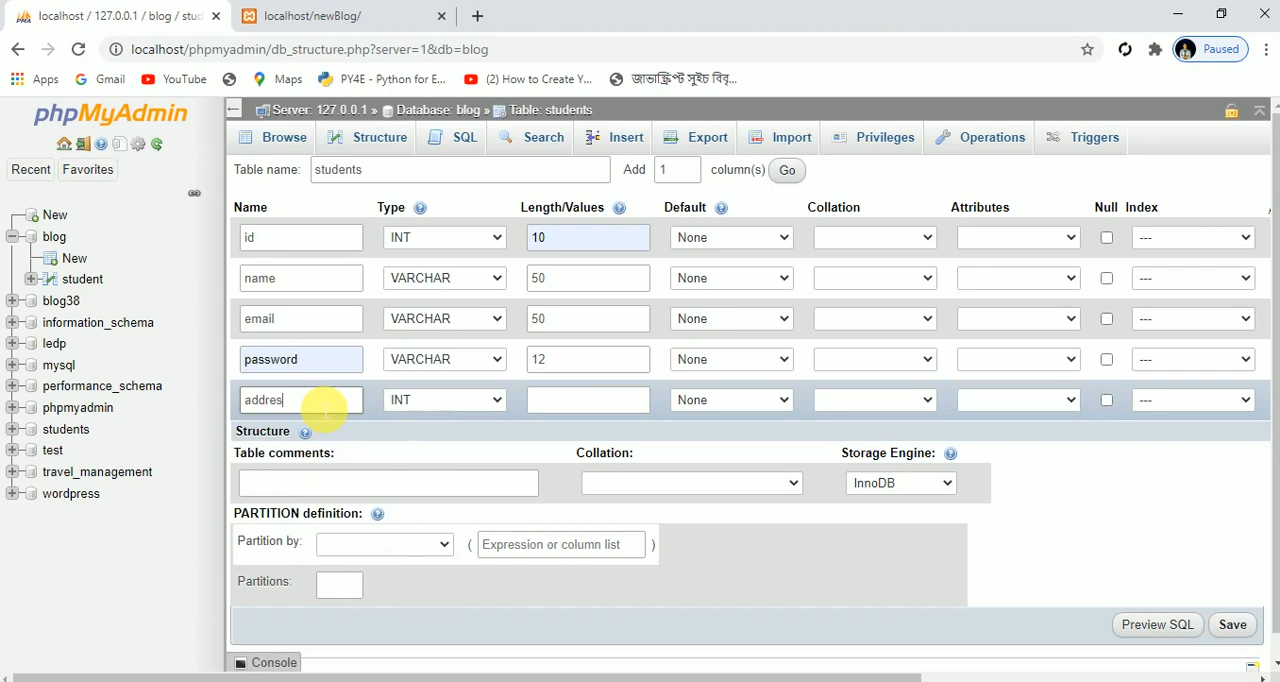 localhost / 127.0.0.1 / blog / stud
localhost/newBlog/
localhost/phpmyadmin/db_structure.php?server=1&db=blog
Paused
Apps Gmail YouTube Maps PY4E - Python for E... (2) How to Create Y... জাভাস্ক্রিপ্ট সুইচ বিবৃ...
phpMyAdmin
Recent Favorites
New
blog
New
student
blog38
information_schema
ledp
mysql
performance_schema
phpmyadmin
students
test
travel_management
wordpress
Server: 127.0.0.1 » Database: blog » Table: students
Browse Structure SQL Search Insert Export Import Privileges Operations Triggers
Table name: students Add 1 column(s) Go
Name Type Length/Values Default Collation Attributes Null Index
id INT 10 None ---
name VARCHAR 50 None ---
email VARCHAR 50 None ---
password VARCHAR 12 None ---
addres INT None ---
Structure
Table comments: Collation: Storage Engine:
InnoDB
PARTITION definition:
Partition by: ( Expression or column list )
Partitions:
Preview SQL Save
Console